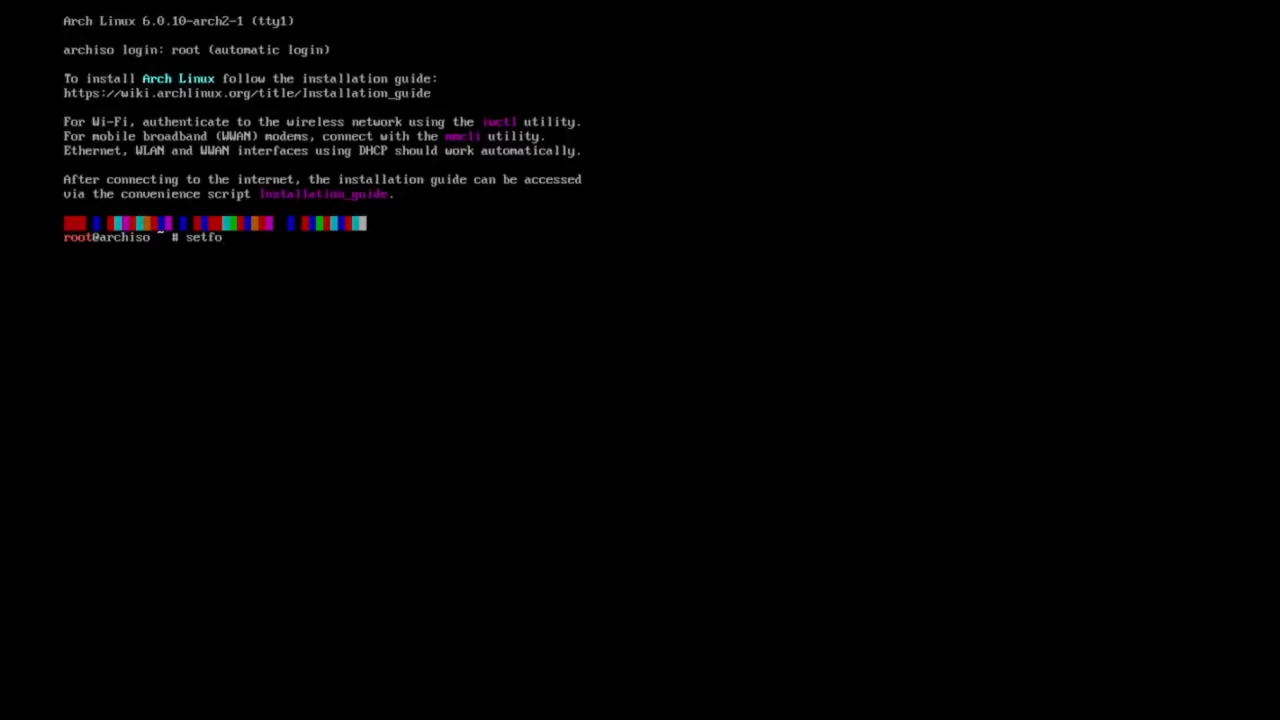 Arch Linux 6.0.10-arch2-1 (tty1)
archiso login: root (automatic login)
To install Arch Linux follow the installation guide:
https://wiki.archlinux.org/title/Installation_guide
For Wi-Fi, authenticate to the wireless network using the iwctl utility.
For mobile broadband (WWAN) modems, connect with the mmcli utility.
Ethernet, WLAN and WWAN interfaces using DHCP should work automatically.
After connecting to the internet, the installation guide can be accessed
via the convenience script Installation_guide.
root@archiso ~ # setfo